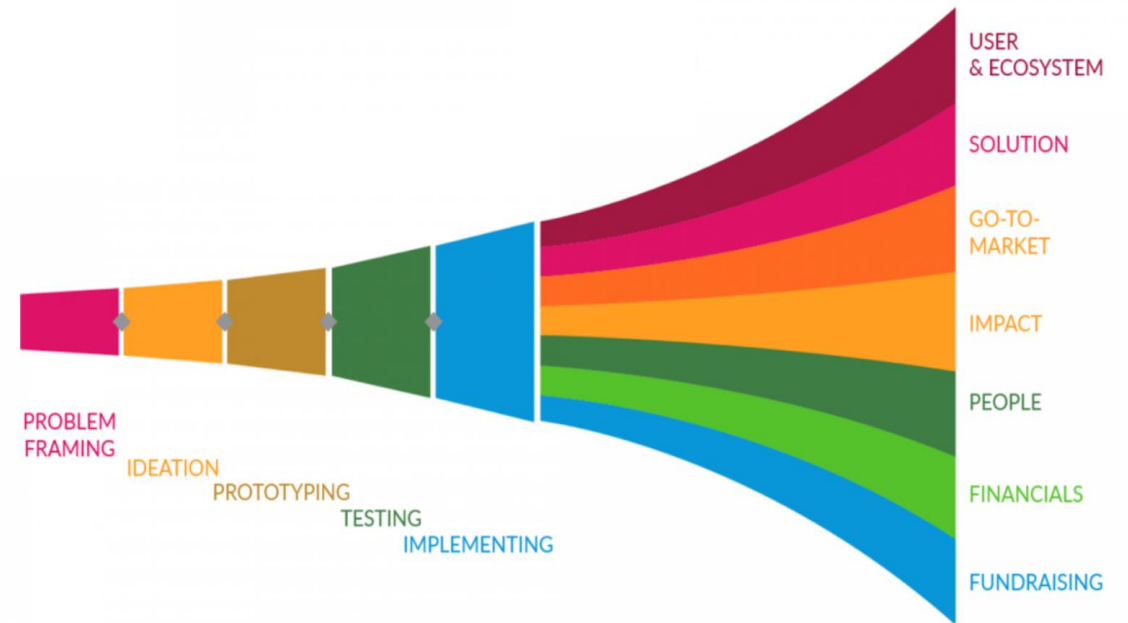 USER
& ECOSYSTEM
SOLUTION
GO-TO-
MARKET
IMPACT
PEOPLE
FINANCIALS
FUNDRAISING
PROBLEM
FRAMING
IDEATION
PROTOTYPING
TESTING
IMPLEMENTING